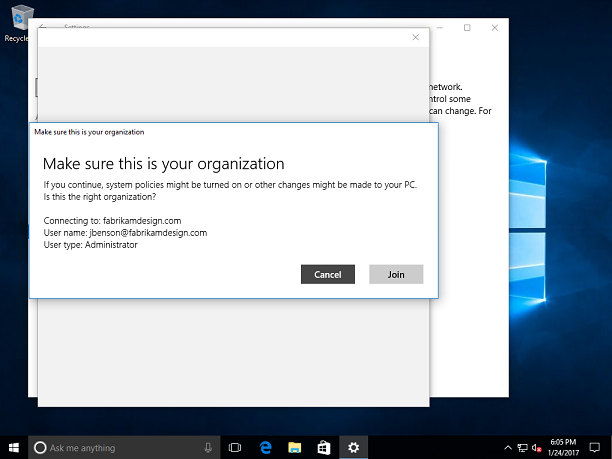 Recycle
Settings
network.
ntrol some
can change. For
Make sure this is your organization
Make sure this is your organization
If you continue, system policies might be turned on or other changes might be made to your PC.
Is this the right organization?
Connecting to: fabrikamdesign.com
User name: jbenson@fabrikamdesign.com
User type: Administrator
Cancel
Join
Ask me anything
6:05 PM
1/24/2017